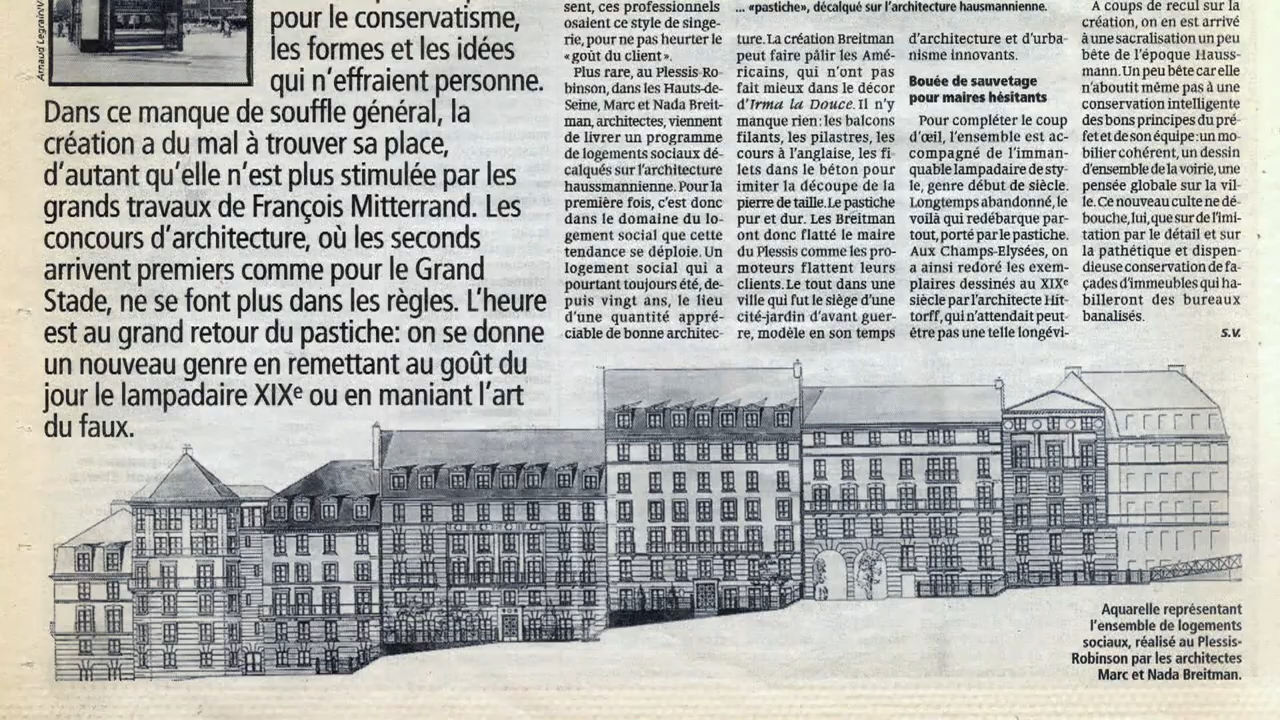 Arnaud Legrain/V
pour le conservatisme,
les formes et les idées
qui n'effraient personne.
Dans ce manque de souffle général, la
création a du mal à trouver sa place,
d'autant qu'elle n'est plus stimulée par les
grands travaux de François Mitterrand. Les
concours d'architecture, où les seconds
arrivent premiers comme pour le Grand
Stade, ne se font plus dans les règles. L'heure
est au grand retour du pastiche: on se donne
un nouveau genre en remettant au goût du
jour le lampadaire XIXe ou en maniant l'art
du faux.
sent, ces professionnels
osaient ce style de singe-
rie, pour ne pas heurter le
«goût du client».
Plus rare, au Plessis-Ro-
binson, dans les Hauts-de-
Seine, Marc et Nada Breit-
man, architectes, viennent
de livrer un programme
de logements sociaux dé-
calqués sur l'architecture
haussmannienne. Pour la
première fois, c'est donc
dans le domaine du lo-
gement social que cette
tendance se déploie. Un
logement social qui a
pourtant toujours été, de-
puis vingt ans, le lieu
d'une quantité appré-
ciable de bonne architec-
... «pastiche», décalqué sur l'architecture hausmannienne.
ture. La création Breitman
peut faire pâlir les Amé-
ricains, qui n'ont pas
fait mieux dans le décor
d'Irma la Douce. Il n'y
manque rien: les balcons
filants, les pilastres, les
cours à l'anglaise, les fi-
lets dans le béton pour
imiter la découpe de la
pierre de taille. Le pastiche
pur et dur. Les Breitman
ont donc flatté le maire
du Plessis comme les pro-
moteurs flattent leurs
clients. Le tout dans une
ville qui fut le siège d'une
cité-jardin d'avant guer-
re, modèle en son temps
d'architecture et d'urba-
nisme innovants.
Bouée de sauvetage
pour maires hésitants
Pour compléter le coup
d'œil, l'ensemble est ac-
compagné de l'imman-
quable lampadaire de sty-
le, genre début de siècle.
Longtemps abandonné, le
voilà qui redébarque par-
tout, porté par le pastiche.
Aux Champs-Elysées, on
a ainsi redoré les exem-
plaires dessinés au XIXe
siècle par l'architecte Hit-
torff, qui n'attendait peut-
être pas une telle longévi-
A coups de recul sur la
création, on en est arrivé
à une sacralisation un peu
bête de l'époque Hauss-
mann. Un peu bête car elle
n'aboutit même pas à une
conservation intelligente
des bons principes du pré-
fet et de son équipe: un mo-
bilier cohérent, un dessin
d'ensemble de la voirie, une
pensée globale sur la vil-
le. Ce nouveau culte ne dé-
bouche, lui, que sur de l'imi-
tation par le détail et sur
la pathétique et dispen-
dieuse conservation de fa-
çades d'immeubles qui ha-
billeront des bureaux
banalisés.
S.V.
Aquarelle représentant
l'ensemble de logements
sociaux, réalisé au Plessis-
Robinson par les architectes
Marc et Nada Breitman.